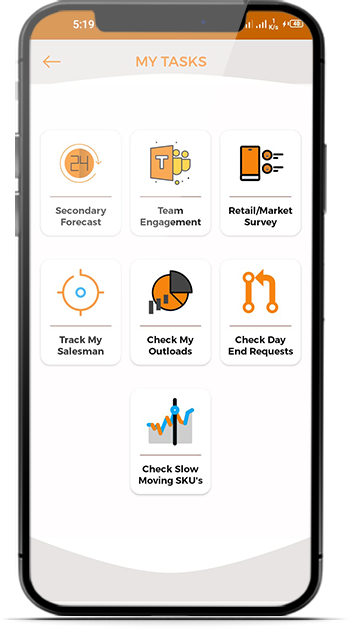 5:19
MY TASKS
24
T
Secondary
Forecast
Team
Engagement
Retail/Market
Survey
Track My
Salesman
Check My
Outloads
Check Day
End Requests
Check Slow
Moving SKU's